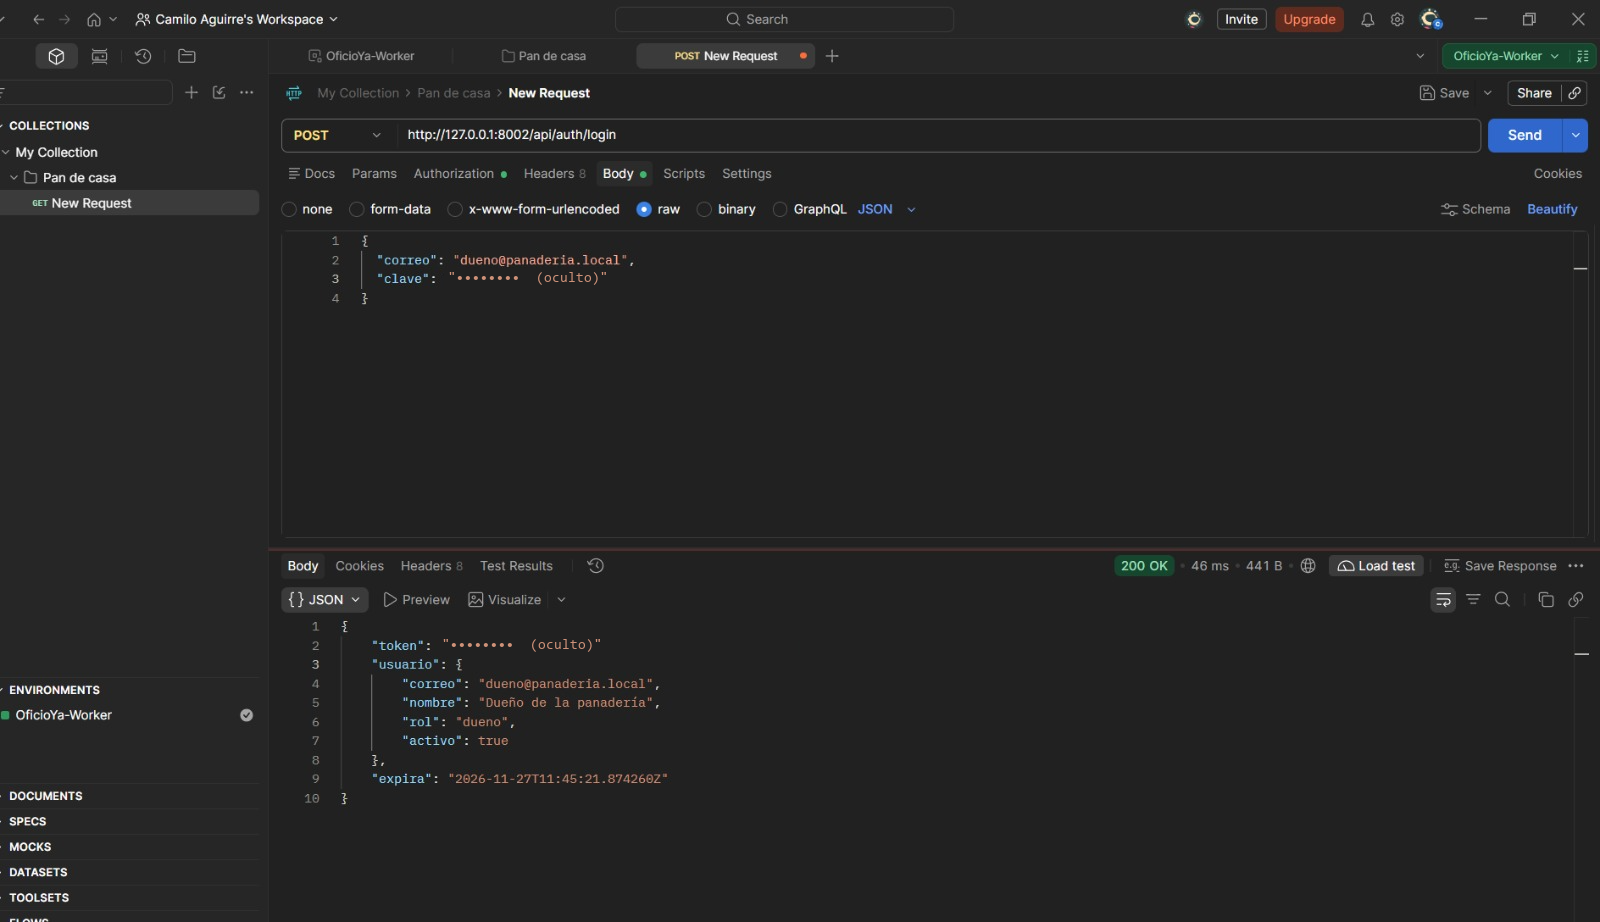 Camilo Aguirre's Workspace
Search
Invite
Upgrade
OficioYa-Worker
Pan de casa
POST New Request
OficioYa-Worker
HTTP My Collection > Pan de casa > New Request
Save
Share
COLLECTIONS
My Collection
Pan de casa
GET New Request
POST
http://127.0.0.1:8002/api/auth/login
Send
Docs Params Authorization Headers 8 Body Scripts Settings
Cookies
none form-data x-www-form-urlencoded raw binary GraphQL JSON
Schema Beautify
1 {
2 "correo": "dueno@panaderia.local",
3 "clave": "•••••••• (oculto)"
4 }
Body Cookies Headers 8 Test Results
200 OK • 46 ms • 441 B
Load test
e.g. Save Response
{} JSON Preview Visualize
1 {
2 "token": "•••••••• (oculto)"
3 "usuario": {
4 "correo": "dueno@panaderia.local",
5 "nombre": "Dueño de la panadería",
6 "rol": "dueno",
7 "activo": true
8 },
9 "expira": "2026-11-27T11:45:21.874260Z"
10 }
ENVIRONMENTS
OficioYa-Worker
DOCUMENTS
SPECS
MOCKS
DATASETS
TOOLSETS
FLOWS